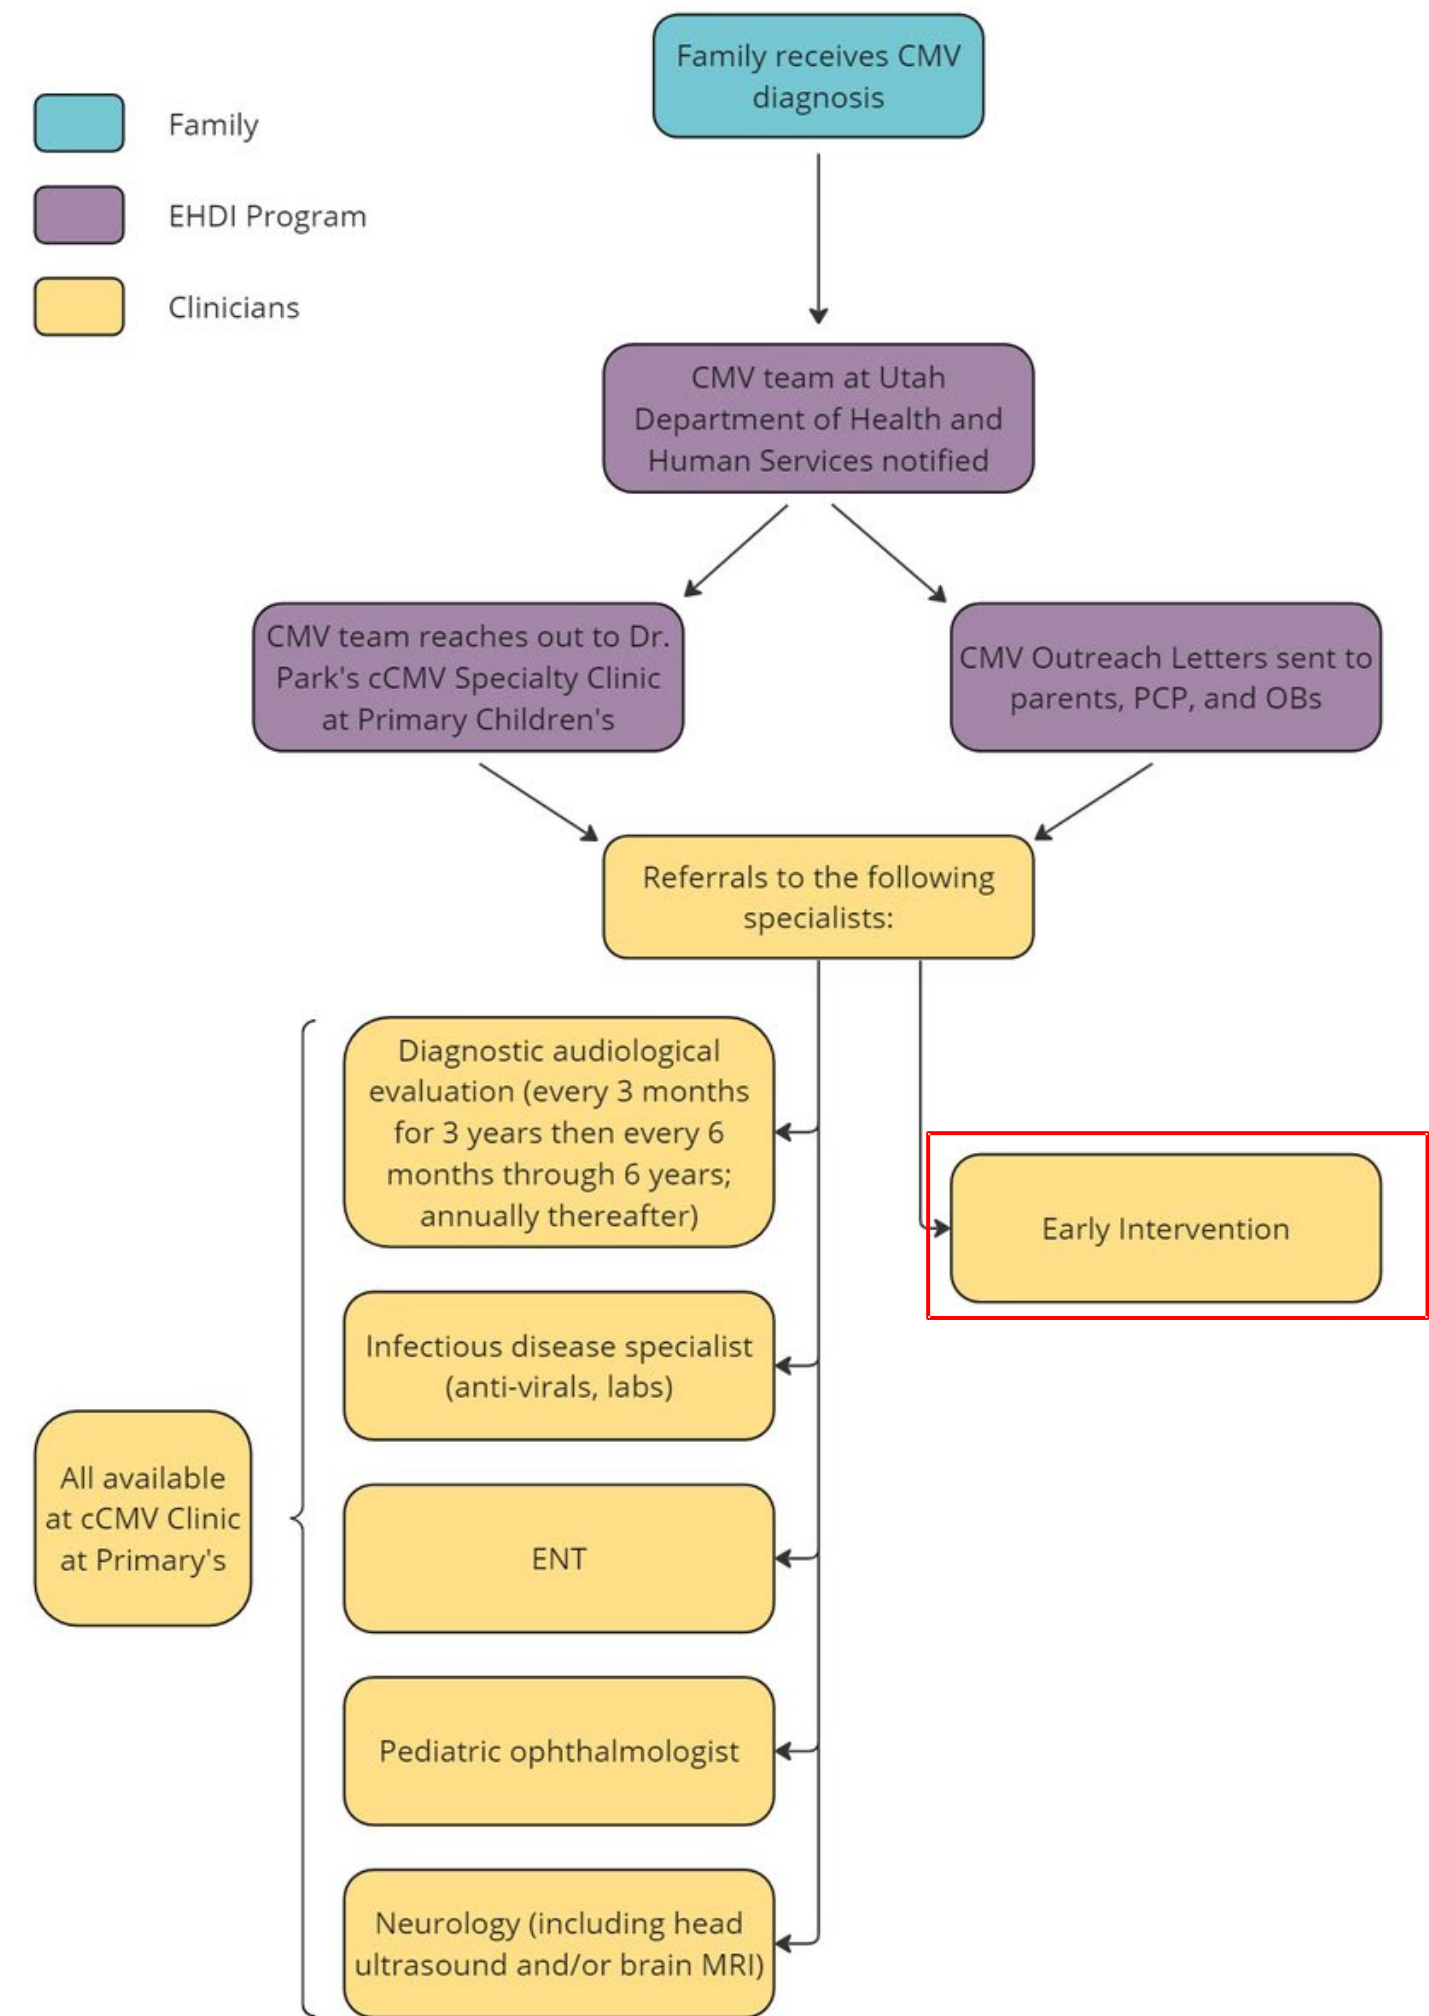 Family receives CMV
diagnosis
Family
EHDI Program
Clinicians
CMV team at Utah
Department of Health and
Human Services notified
CMV team reaches out to Dr.
Park's cCMV Specialty Clinic
at Primary Children's
CMV Outreach Letters sent to
parents, PCP, and OBs
Referrals to the following
specialists:
Diagnostic audiological
evaluation (every 3 months
for 3 years then every 6
months through 6 years;
annually thereafter)
Early Intervention
Infectious disease specialist
(anti-virals, labs)
All available
at cCMV Clinic
at Primary's
ENT
Pediatric ophthalmologist
Neurology (including head
ultrasound and/or brain MRI)